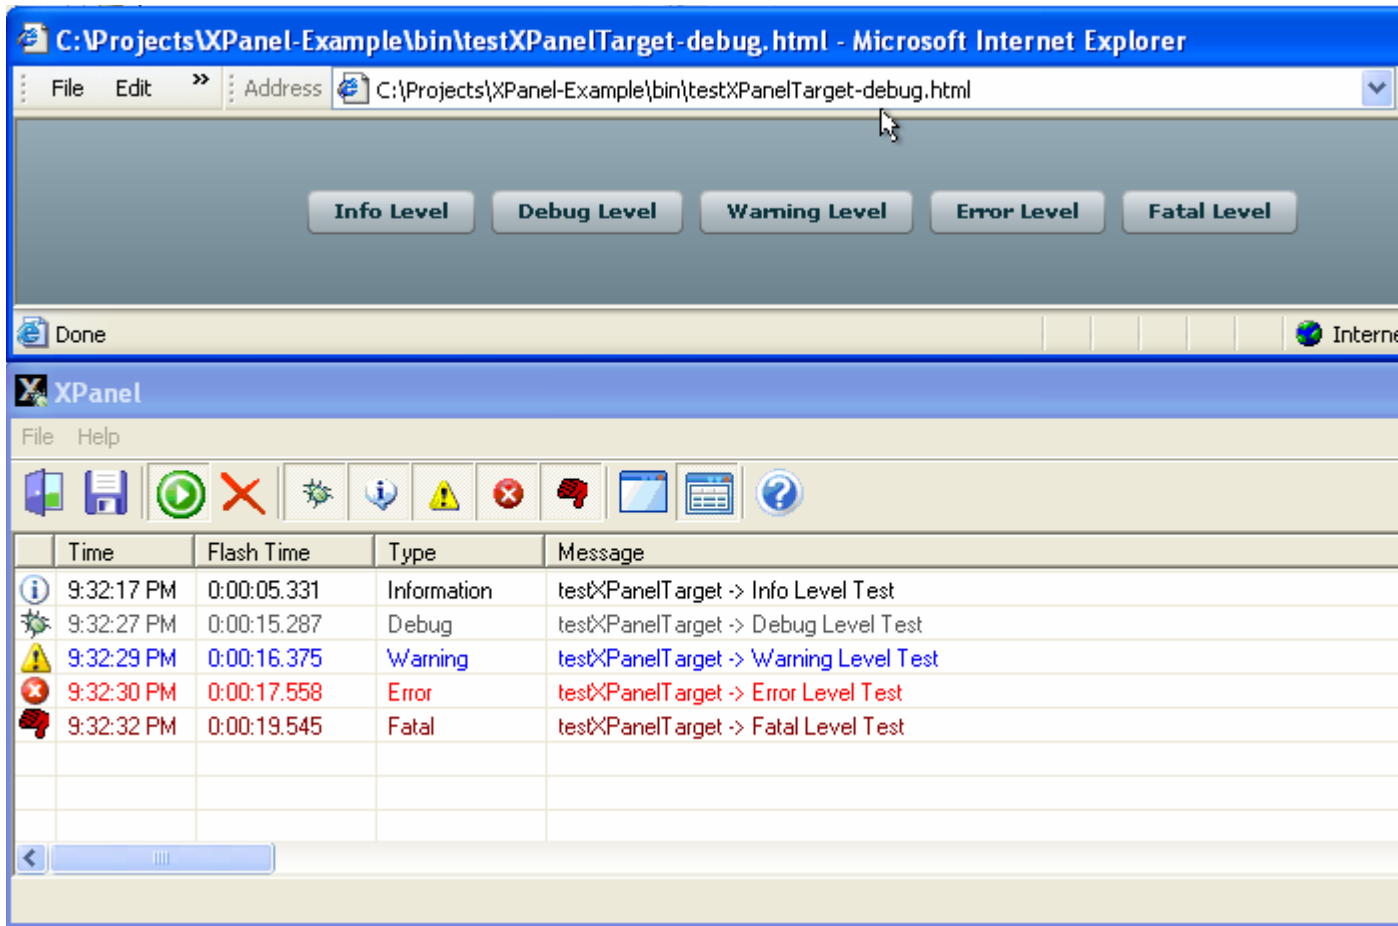 C:\Projects\XPanel-Example\bin\testXPanelTarget-debug.html - Microsoft Internet Explorer
File Edit » Address C:\Projects\XPanel-Example\bin\testXPanelTarget-debug.html
Info Level Debug Level Warning Level Error Level Fatal Level
Done Interne
XPanel
File Help
Time Flash Time Type Message
9:32:17 PM 0:00:05.331 Information testXPanelTarget -> Info Level Test
9:32:27 PM 0:00:15.287 Debug testXPanelTarget -> Debug Level Test
9:32:29 PM 0:00:16.375 Warning testXPanelTarget -> Warning Level Test
9:32:30 PM 0:00:17.558 Error testXPanelTarget -> Error Level Test
9:32:32 PM 0:00:19.545 Fatal testXPanelTarget -> Fatal Level Test